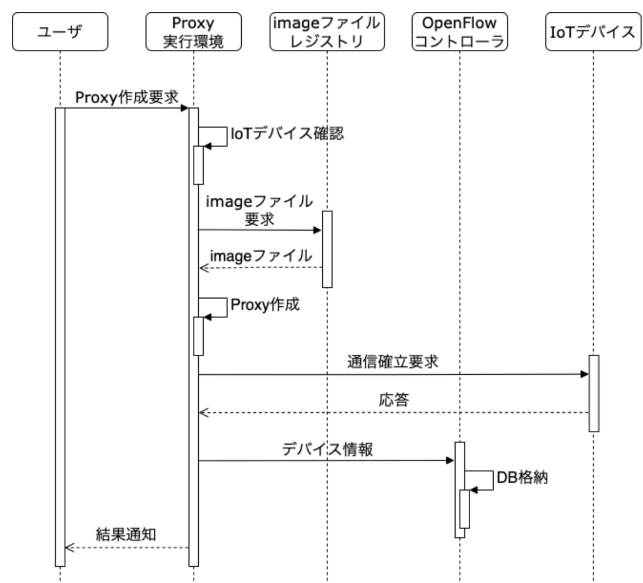 ユーザ
Proxy
実行環境
imageファイル
レジストリ
OpenFlow
コントローラ
IoTデバイス
Proxy作成要求
IoTデバイス確認
imageファイル
要求
imageファイル
Proxy作成
通信確立要求
応答
デバイス情報
DB格納
結果通知